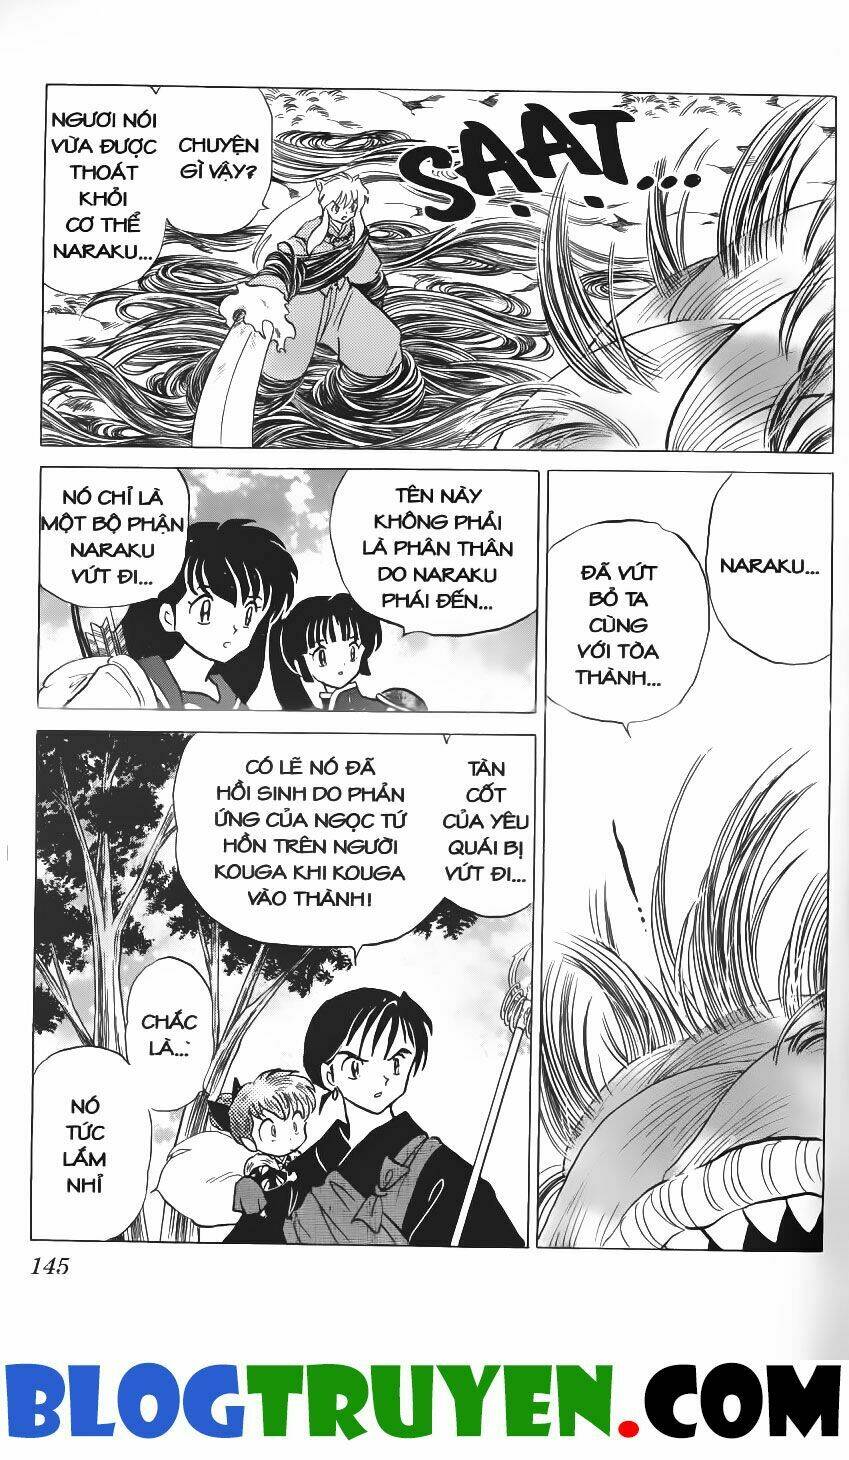 CHUYỆN
GÌ VẬY?
NGƯƠI NÓI
VỪA ĐƯỢC
THOÁT
KHỎI
CƠ THỂ
NARAKU...
SẠẠT...
NARAKU...
ĐÃ VỨT
BỎ TA
CÙNG
VỚI TÒA
THÀNH...
TÊN NÀY
KHÔNG PHẢI
LÀ PHÂN THÂN
DO NARAKU
PHÁI ĐẾN...
NÓ CHỈ LÀ
MỘT BỘ PHẬN
NARAKU
VỨT ĐI...
TÀN
CỐT
CỦA YÊU
QUÁI BỊ
VỨT ĐI...
CÓ LẼ NÓ ĐÃ
HỒI SINH DO PHẢN
ỨNG CỦA NGỌC TỨ
HỒN TRÊN NGƯỜI
KOUGA KHI KOUGA
VÀO THÀNH!
CHẮC
LÀ...
NÓ
TỨC
LẮM
NHỈ
145
BLOGTRUYEN.COM